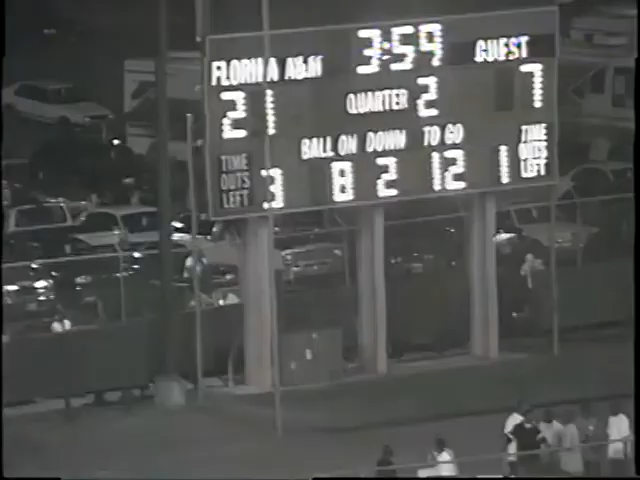 FLORIDA A&M 3:59 GUEST
21 QUARTER 2 7
BALL ON DOWN TO GO
TIME OUTS LEFT 3 8 2 12 1 TIME OUTS LEFT